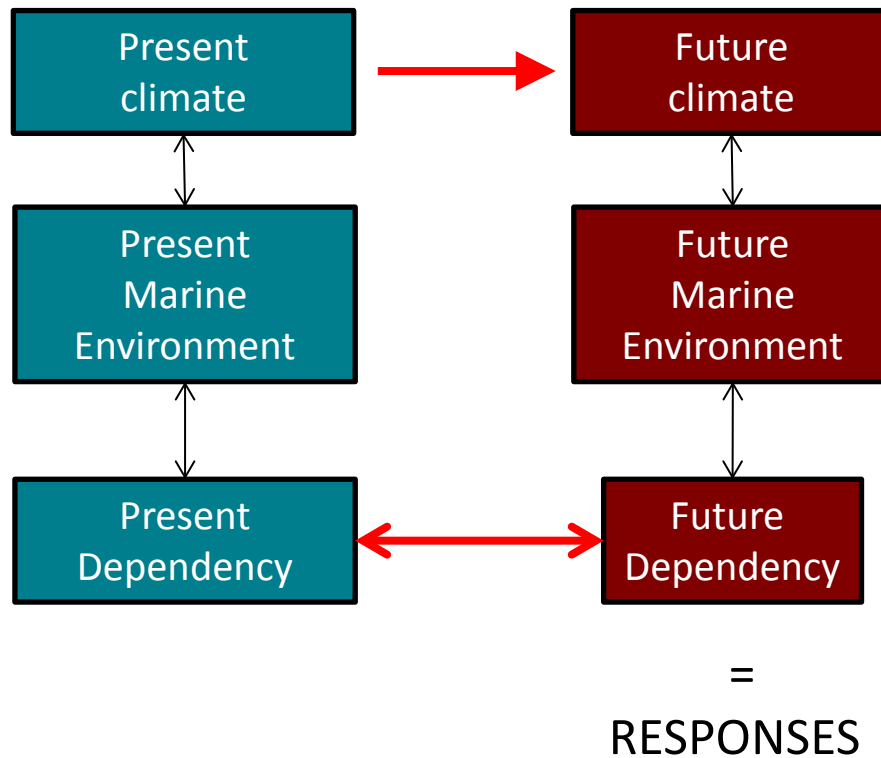 Present
climate
Future
climate
Present
Marine
Environment
Future
Marine
Environment
Present
Dependency
Future
Dependency
=
RESPONSES